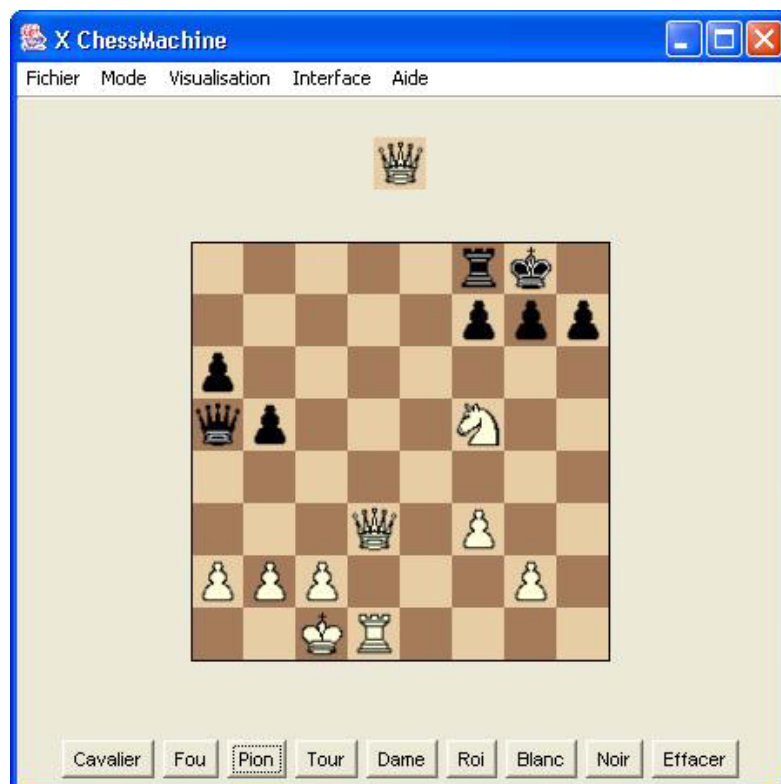 X ChessMachine
Fichier Mode Visualisation Interface Aide
Cavalier Fou Pion Tour Dame Roi Blanc Noir Effacer